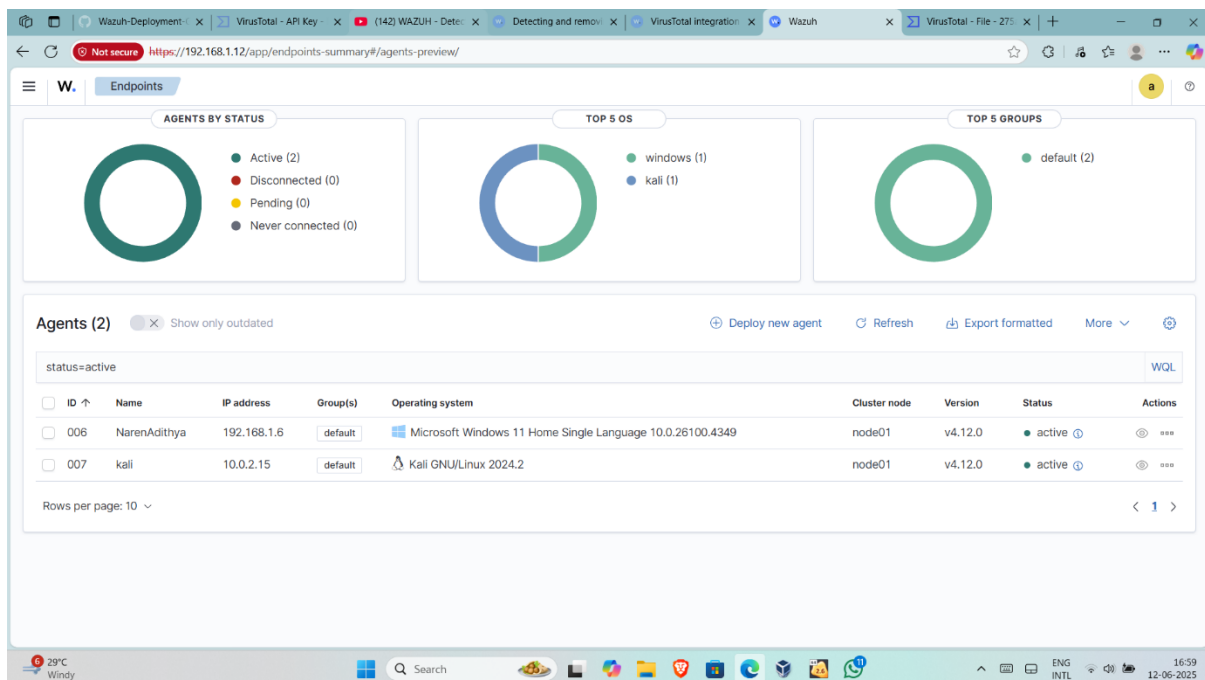 Wazuh-Deployment-( VirusTotal - API Key - (142) WAZUH - Detec Detecting and removi VirusTotal integration Wazuh VirusTotal - File - 275
Not secure https://192.168.1.12/app/endpoints-summary#/agents-preview/
W. Endpoints a
AGENTS BY STATUS TOP 5 OS TOP 5 GROUPS
Active (2) windows (1) default (2)
Disconnected (0) kali (1)
Pending (0)
Never connected (0)
Agents (2) Show only outdated Deploy new agent Refresh Export formatted More
status=active WQL
ID Name IP address Group(s) Operating system Cluster node Version Status Actions
006 NarenAdithya 192.168.1.6 default Microsoft Windows 11 Home Single Language 10.0.26100.4349 node01 v4.12.0 active
007 kali 10.0.2.15 default Kali GNU/Linux 2024.2 node01 v4.12.0 active
Rows per page: 10 < 1 >
6 29°C Search 11 ENG 16:59
Windy INTL 12-06-2025